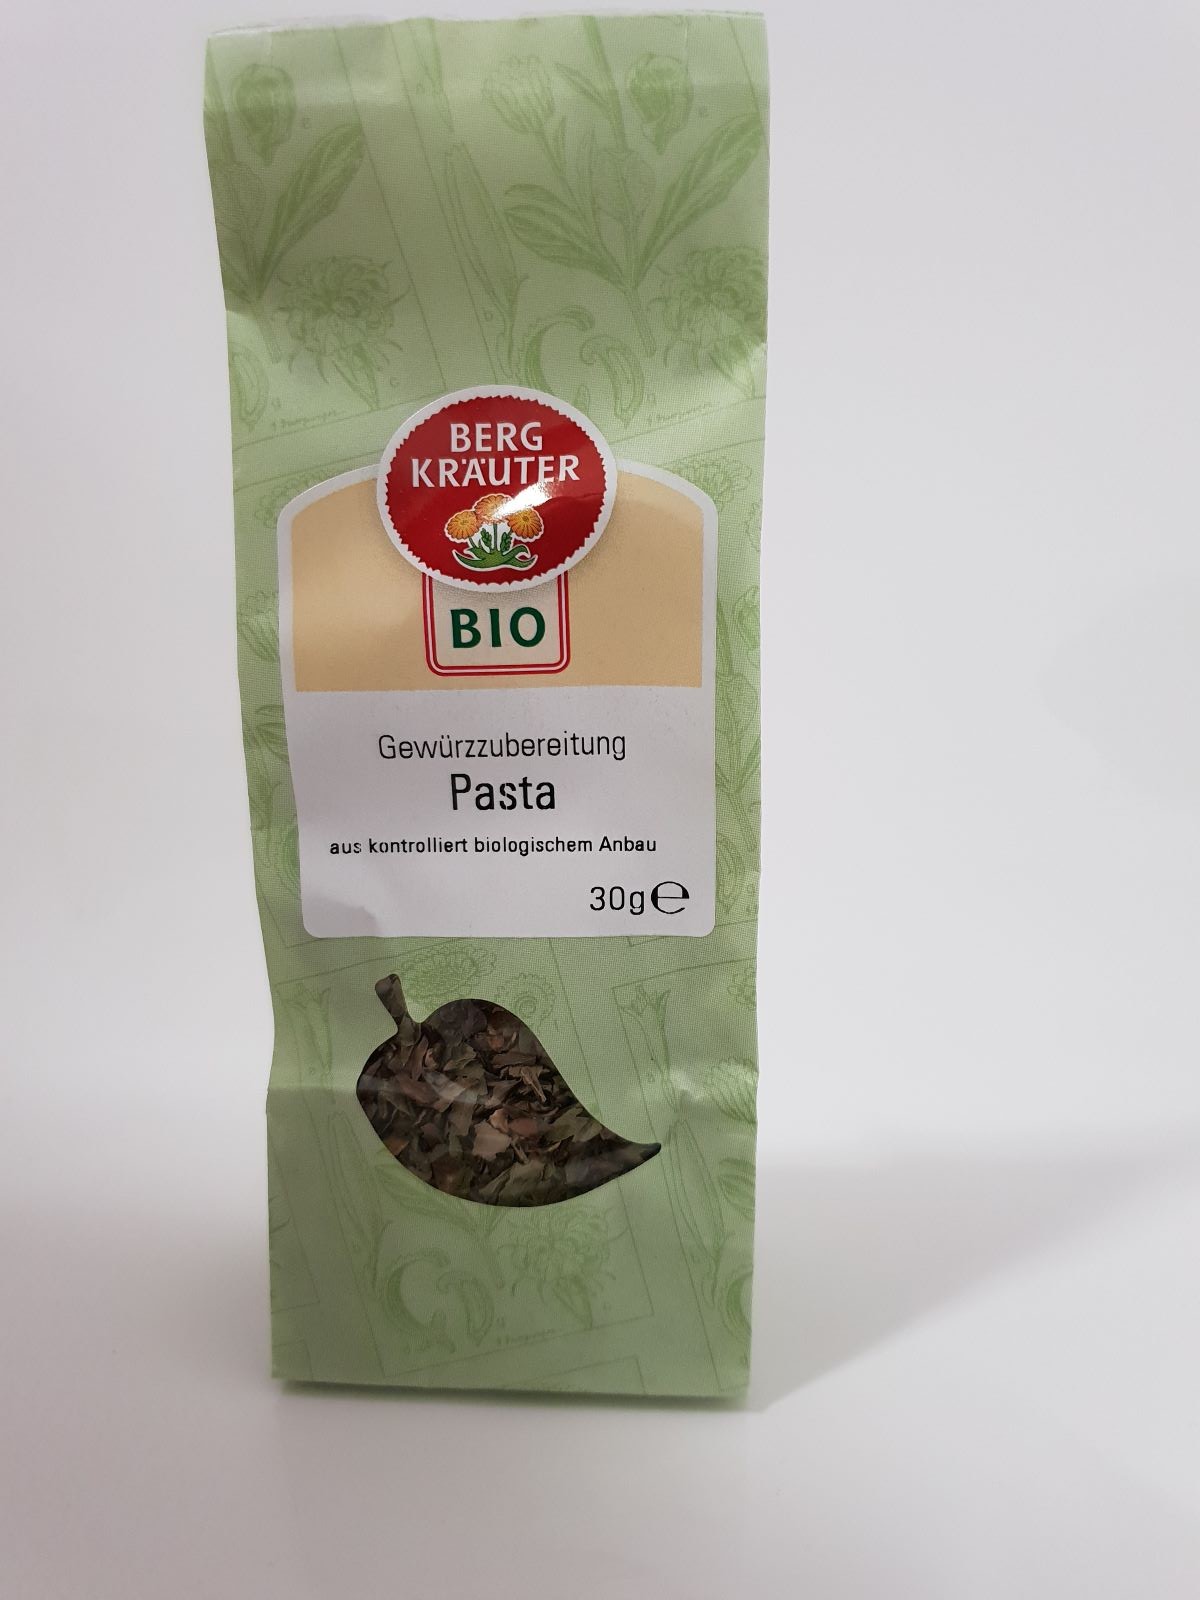 BERG
KRÄUTER
BIO
Gewürzzubereitung
Pasta
aus kontrolliert biologischem Anbau
30g℮